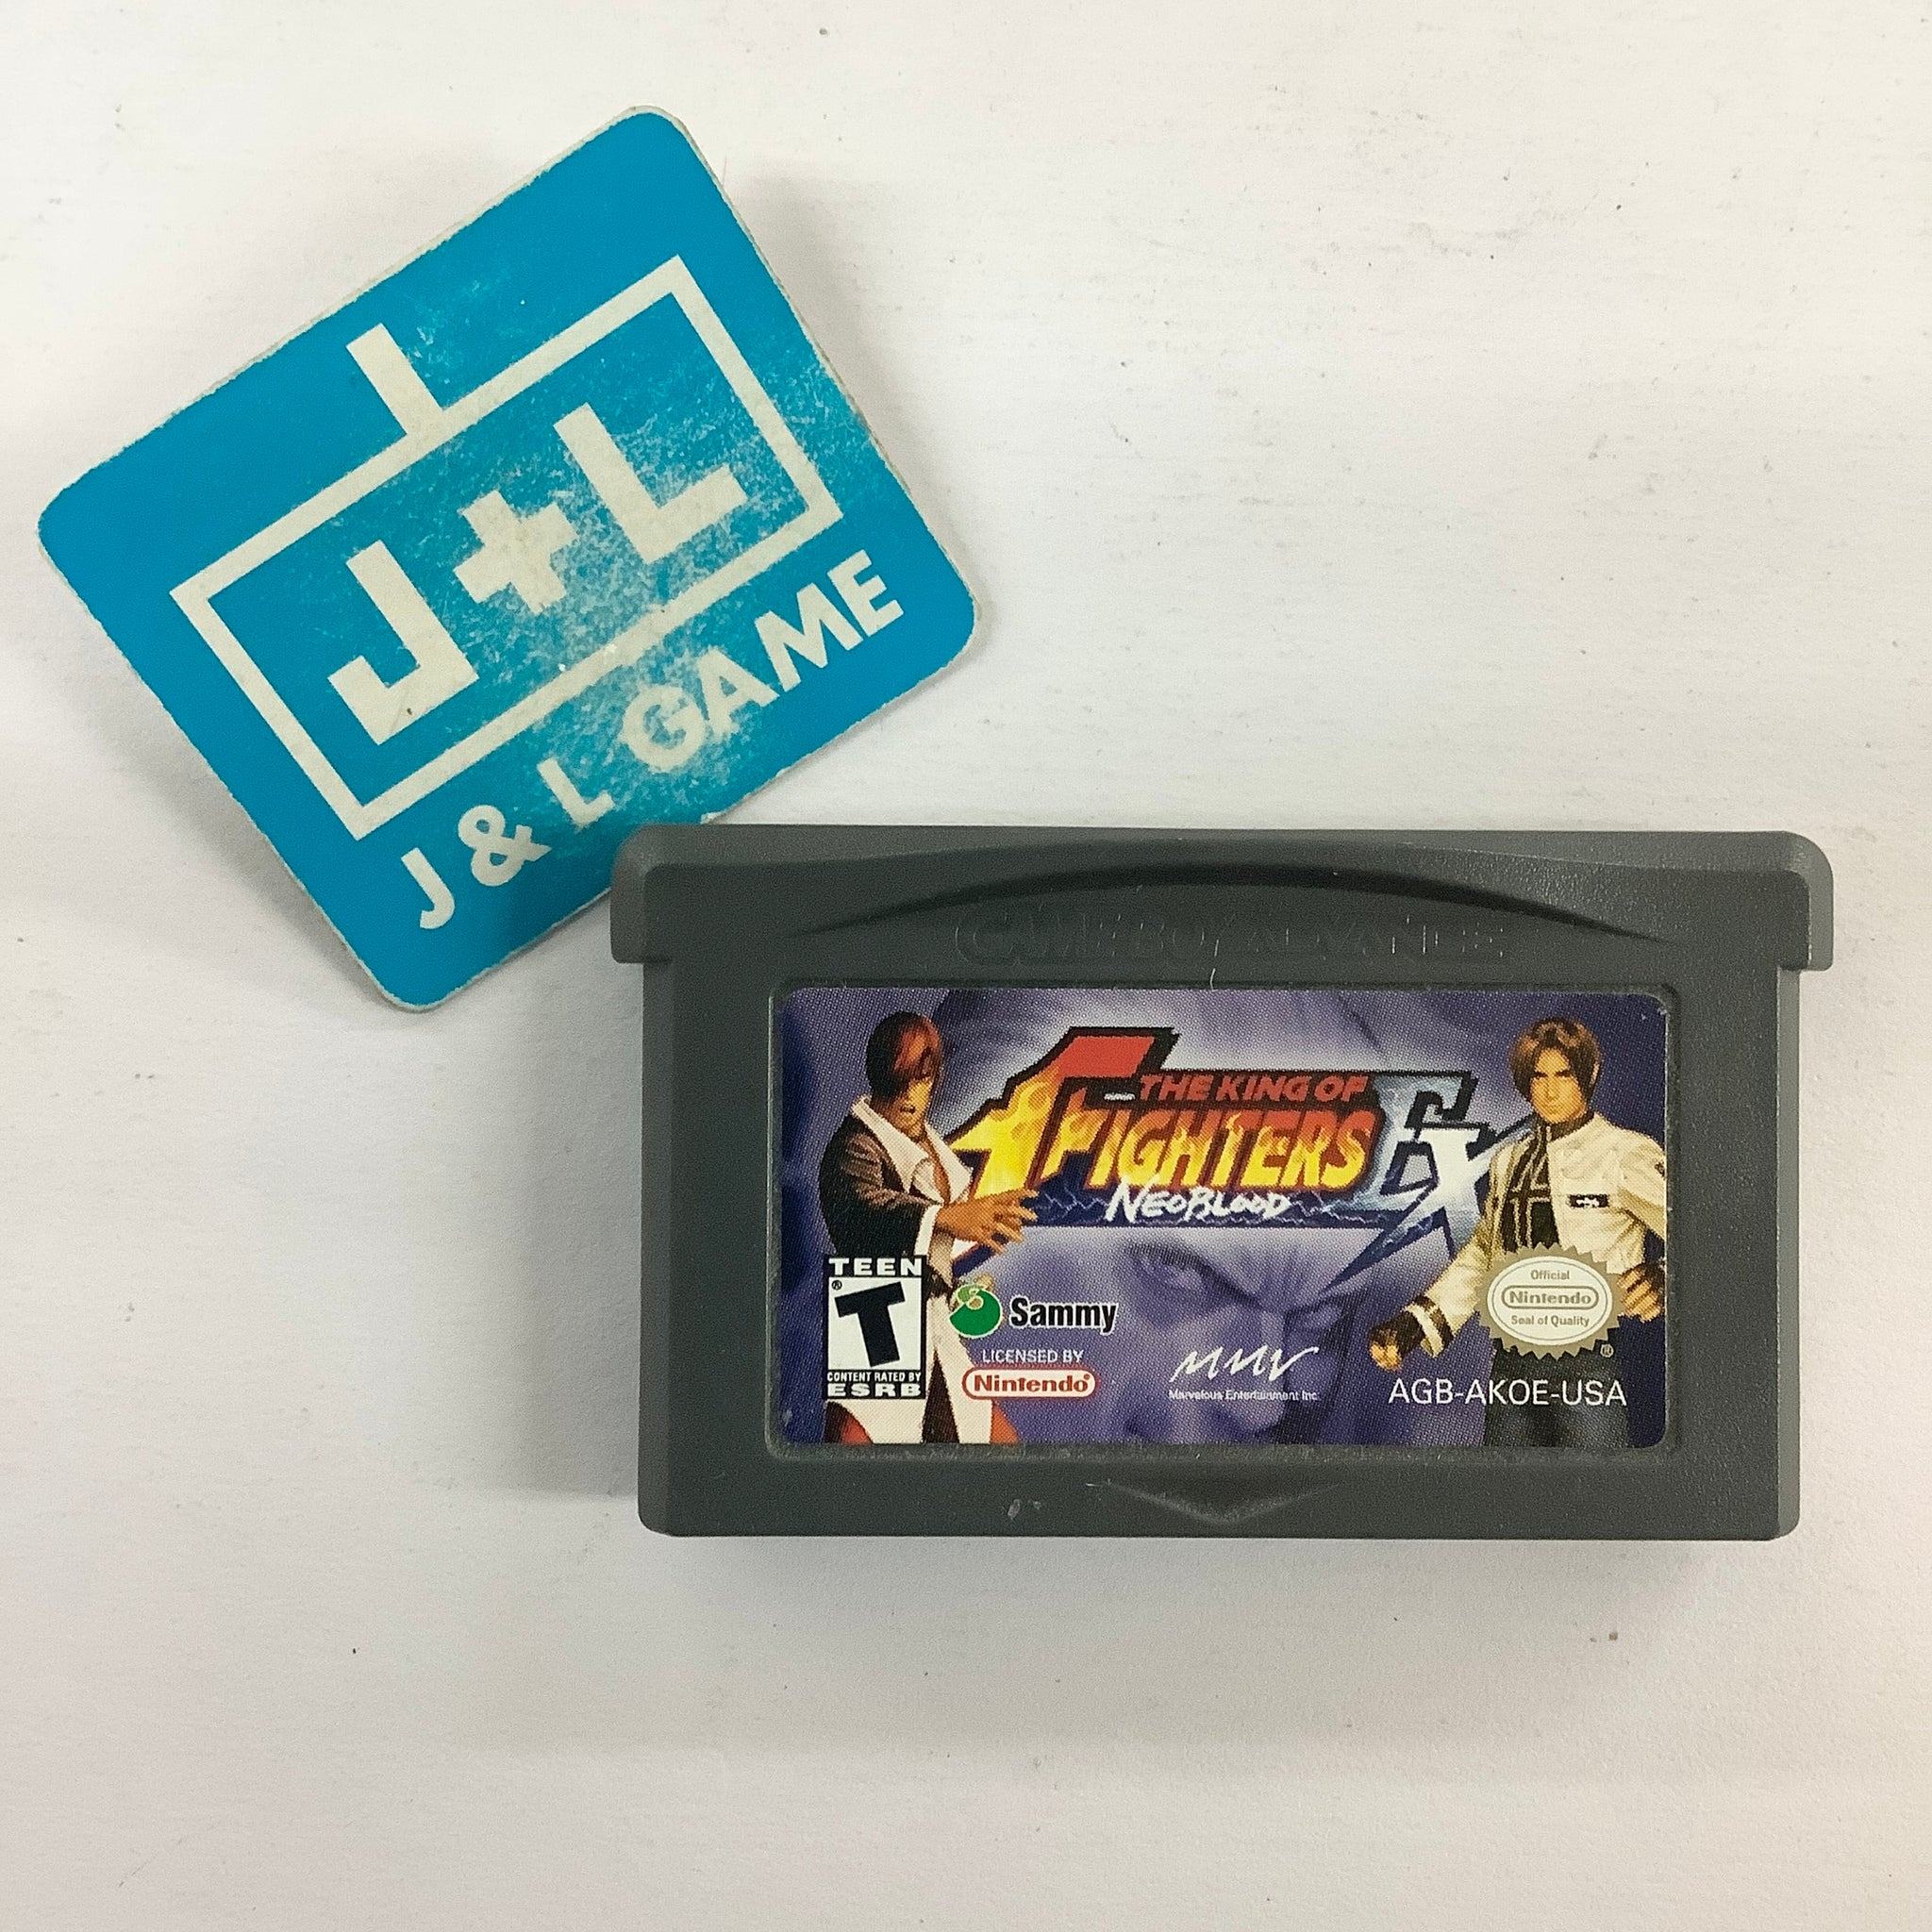 J+L
J & L GAME
GAME BOY ADVANCE
THE KING OF
FIGHTERS EX
NEOBLOOD
TEEN
T
®
CONTENT RATED BY
ESRB
Sammy
LICENSED BY
Nintendo®
Marvelous Entertainment Inc.
Official
Nintendo
Seal of Quality
®
AGB-AKOE-USA